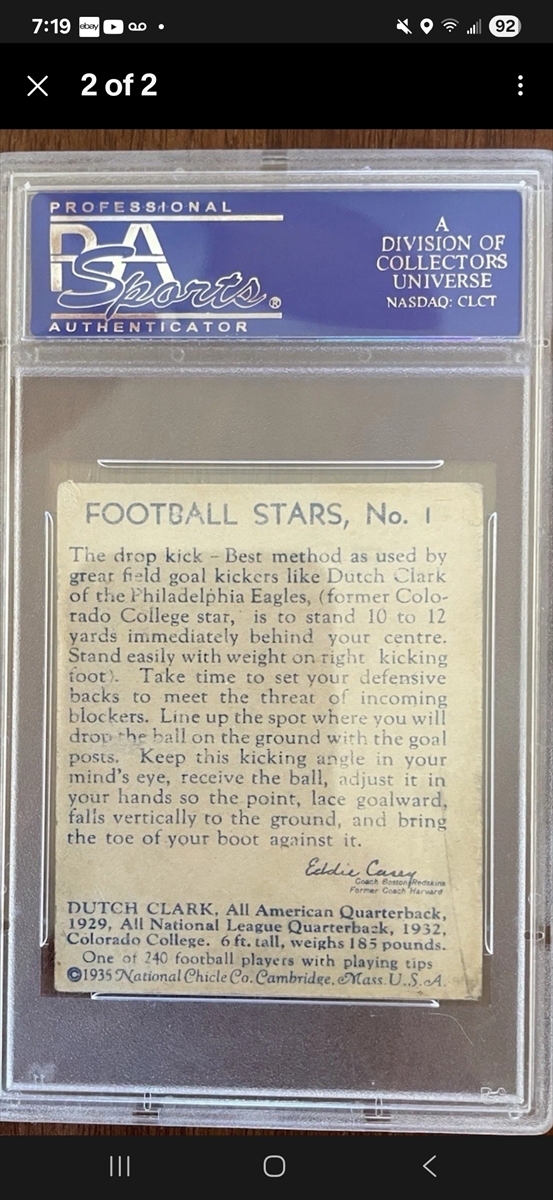 7:19 ebay 92
2 of 2
PROFESSIONAL
PSA
Sports®
AUTHENTICATOR
A
DIVISION OF
COLLECTORS
UNIVERSE
NASDAQ: CLCT
FOOTBALL STARS, No. 1
The drop kick - Best method as used by
great field goal kickers like Dutch Clark
of the Philadelphia Eagles, (former Colo-
rado College star, is to stand 10 to 12
yards immediately behind your centre.
Stand easily with weight on right kicking
foot). Take time to set your defensive
backs to meet the threat of incoming
blockers. Line up the spot where you will
drop the ball on the ground with the goal
posts. Keep this kicking angle in your
mind's eye, receive the ball, adjust it in
your hands so the point, lace goalward,
falls vertically to the ground, and bring
the toe of your boot against it.
Eddie Casey
Coach Boston Redskins
Former Coach Harvard
DUTCH CLARK, All American Quarterback,
1929, All National League Quarterback, 1932,
Colorado College. 6 ft. tall, weighs 185 pounds.
One of 240 football players with playing tips
©1935 National Chicle Co. Cambridge, Mass. U.S.A.
PSA